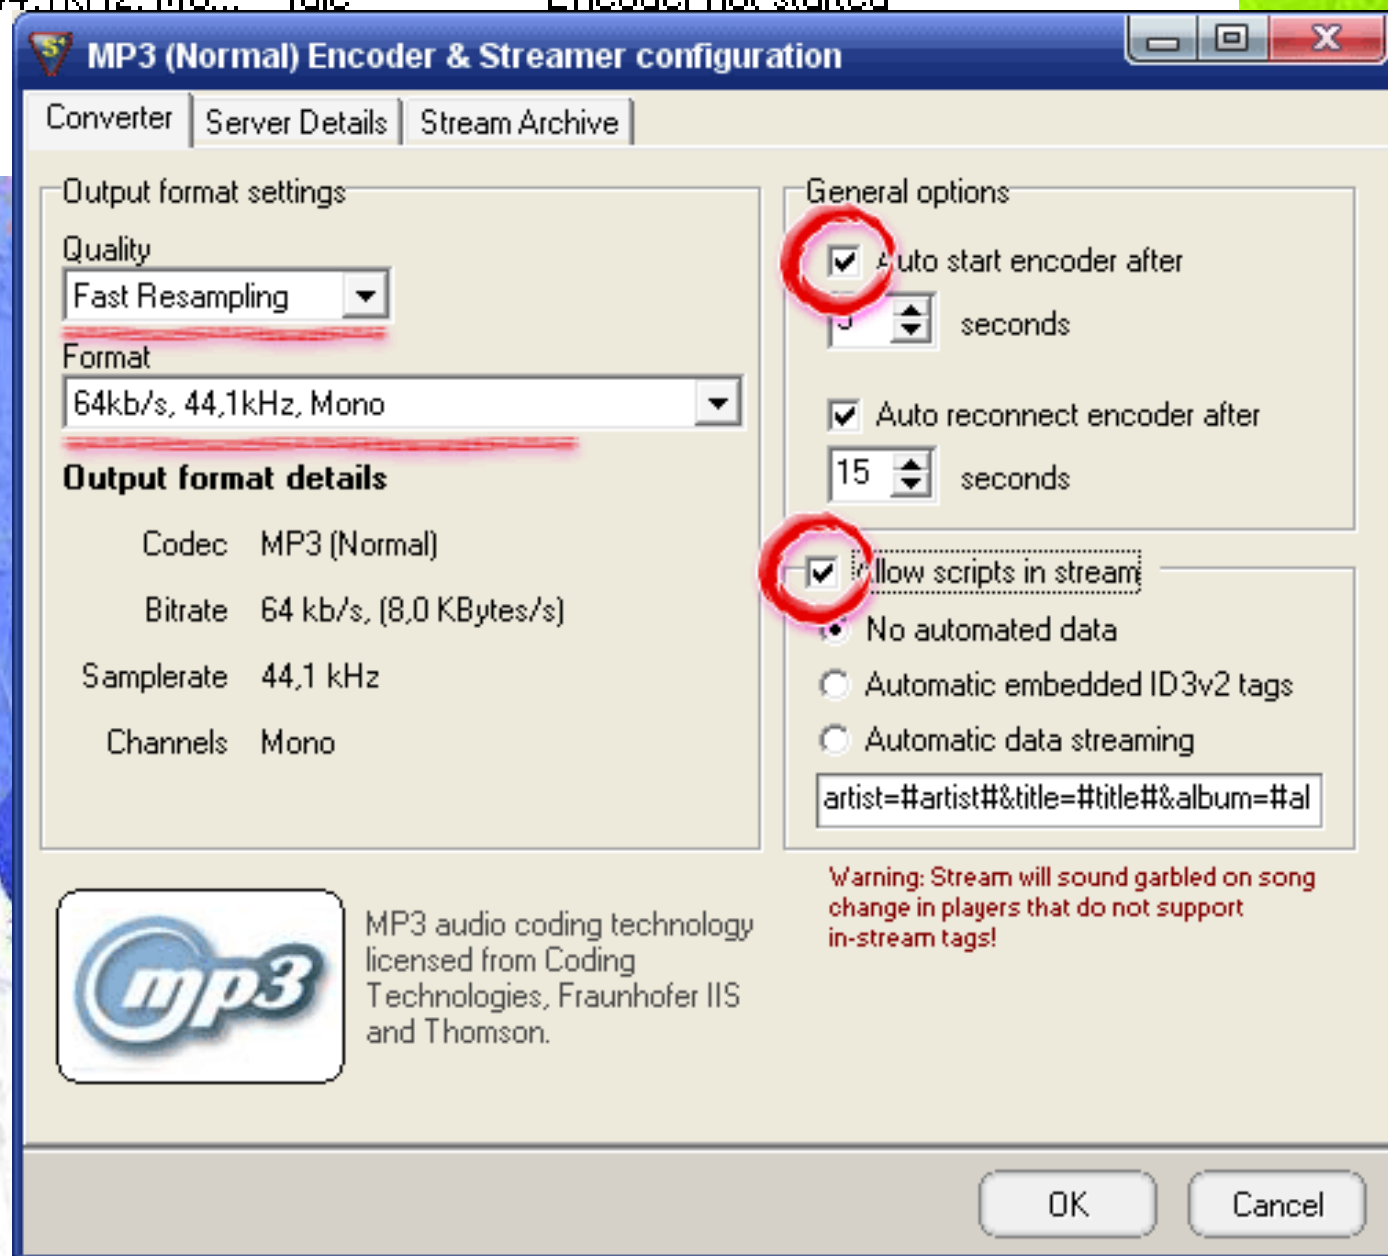 Encoder not started
MP3 (Normal) Encoder & Streamer configuration
Converter Server Details Stream Archive
Output format settings
Quality
Fast Resampling
Format
64kb/s, 44,1kHz, Mono
Output format details
Codec MP3 (Normal)
Bitrate 64 kb/s, (8,0 KBytes/s)
Samplerate 44,1 kHz
Channels Mono
mp3
MP3 audio coding technology
licensed from Coding
Technologies, Fraunhofer IIS
and Thomson.
General options
Auto start encoder after
seconds
Auto reconnect encoder after
15 seconds
Allow scripts in stream
No automated data
Automatic embedded ID3v2 tags
Automatic data streaming
artist=#artist#&title=#title#&album=#al
Warning: Stream will sound garbled on song
change in players that do not support
in-stream tags!
OK Cancel